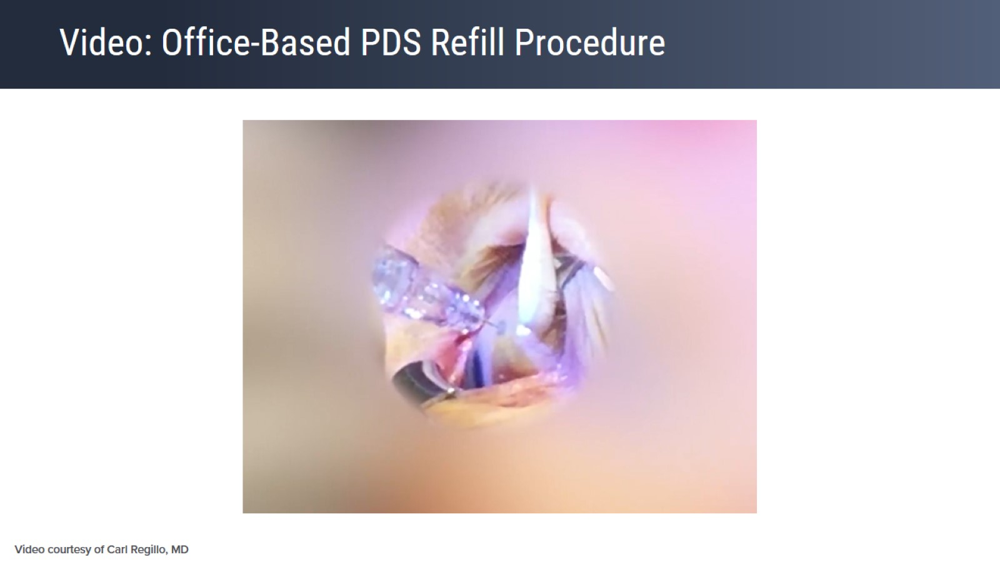 Video: Office-Based PDS Refill Procedure
Video courtesy of Carl Regillo, MD